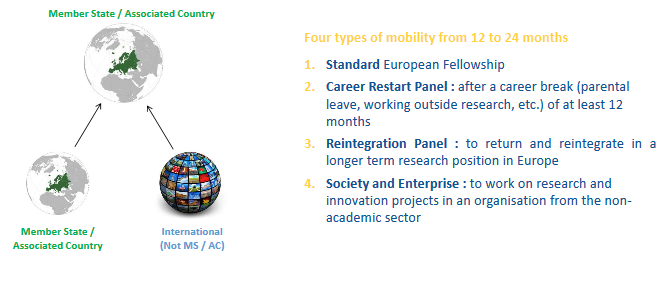 Member State / Associated Country
Four types of mobility from 12 to 24 months
1. Standard European Fellowship
2. Career Restart Panel : after a career break (parental
leave, working outside research, etc.) of at least 12
months
3. Reintegration Panel : to return and reintegrate in a
longer term research position in Europe
4. Society and Enterprise : to work on research and
innovation projects in an organisation from the non-
academic sector
Member State /
Associated Country
International
(Not MS / AC)